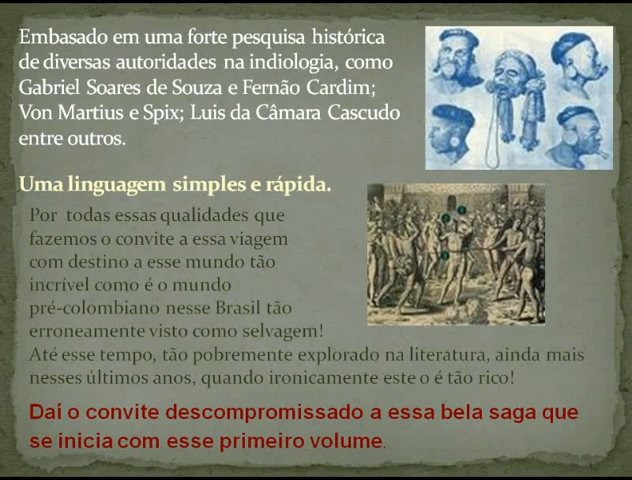 Embasado em uma forte pesquisa histórica
de diversas autoridades na indiologia, como
Gabriel Soares de Souza e Fernão Cardim;
Von Martius e Spix; Luis da Câmara Cascudo
entre outros.
Uma linguagem simples e rápida.
Por todas essas qualidades que
fazemos o convite a essa viagem
com destino a esse mundo tão
incrível como é o mundo
pré-colombiano nesse Brasil tão
erroneamente visto como selvagem!
Até esse tempo, tão pobremente explorado na literatura, ainda mais
nesses últimos anos, quando ironicamente este o é tão rico!
Daí o convite descompromissado a essa bela saga que
se inicia com esse primeiro volume.